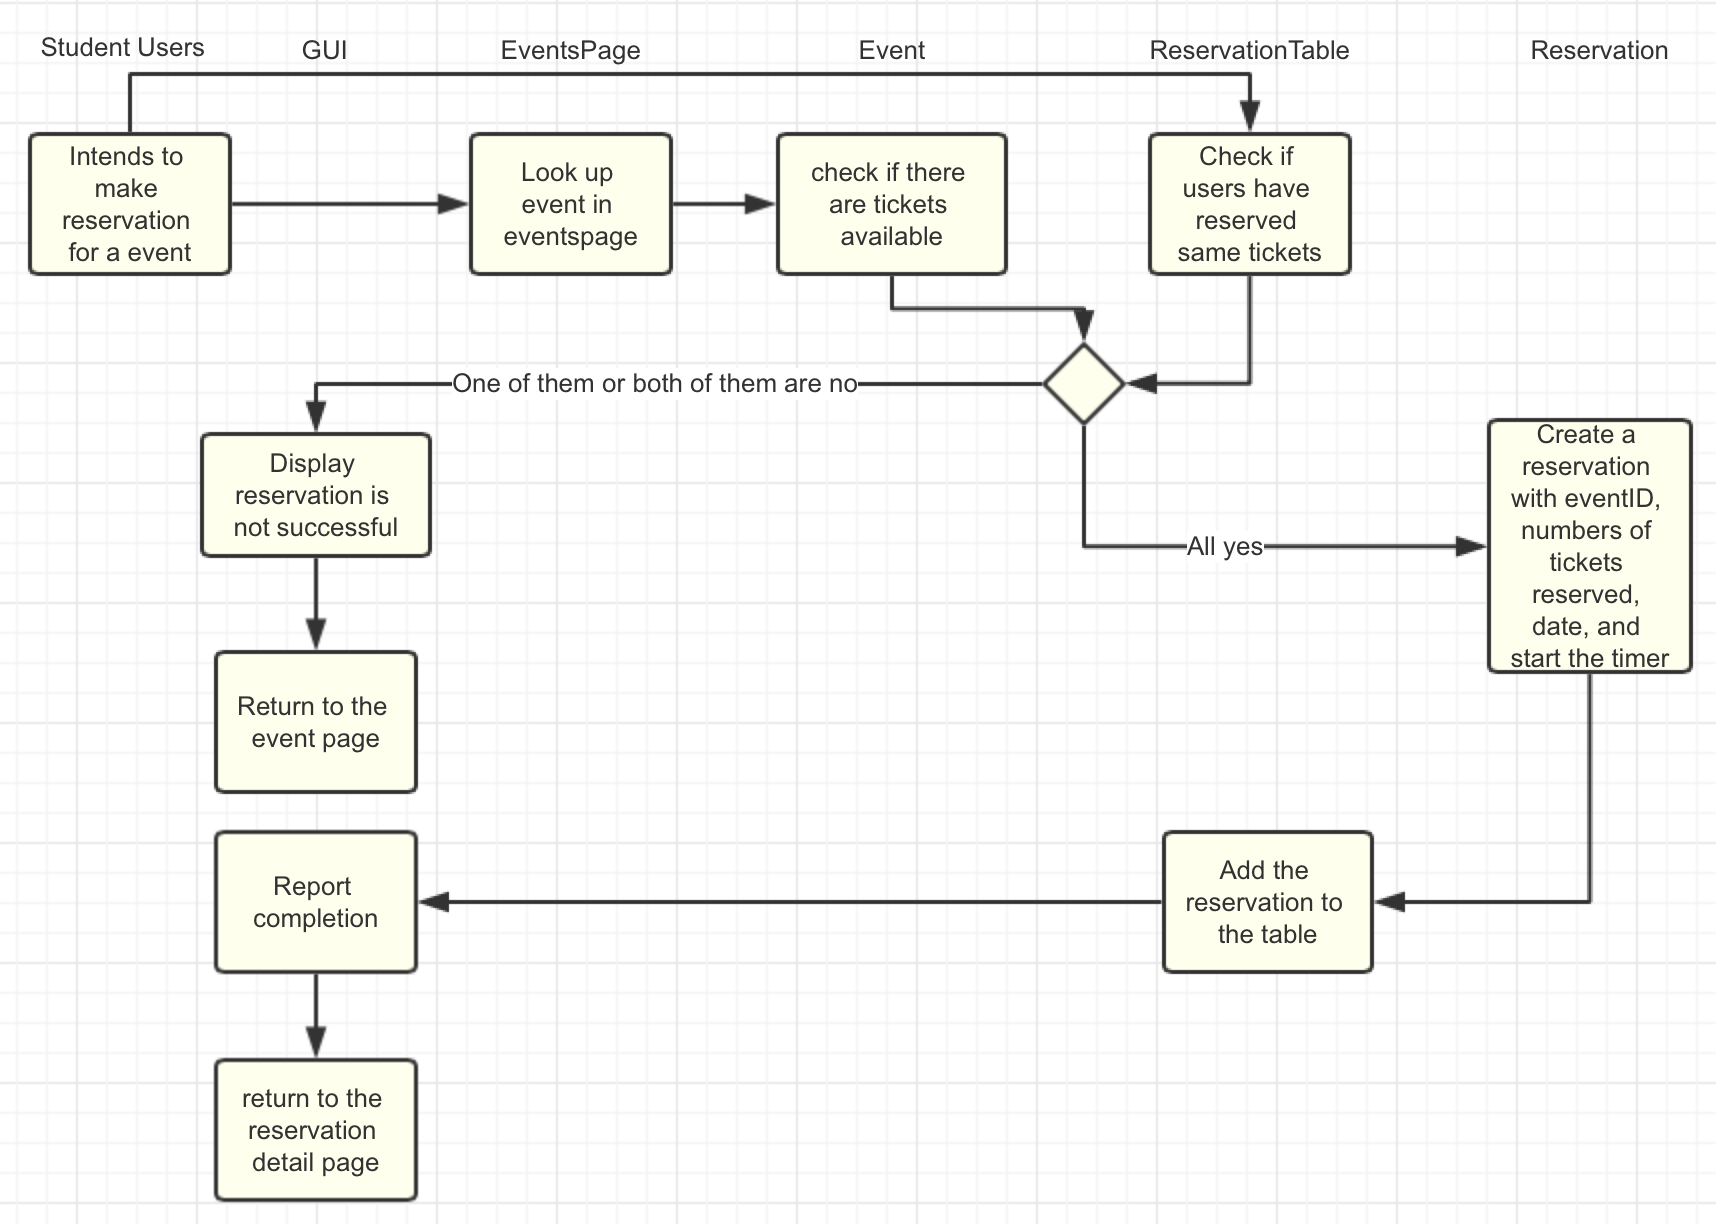 Student Users
GUI
EventsPage
Event
ReservationTable
Reservation
Intends to
make
reservation
for a event
Look up
event in
eventspage
check if there
are tickets
available
Check if
users have
reserved
same tickets
One of them or both of them are no
Display
reservation is
not successful
All yes
Create a
reservation
with eventID,
numbers of
tickets
reserved,
date, and
start the timer
Return to the
event page
Report
completion
Add the
reservation to
the table
return to the
reservation
detail page